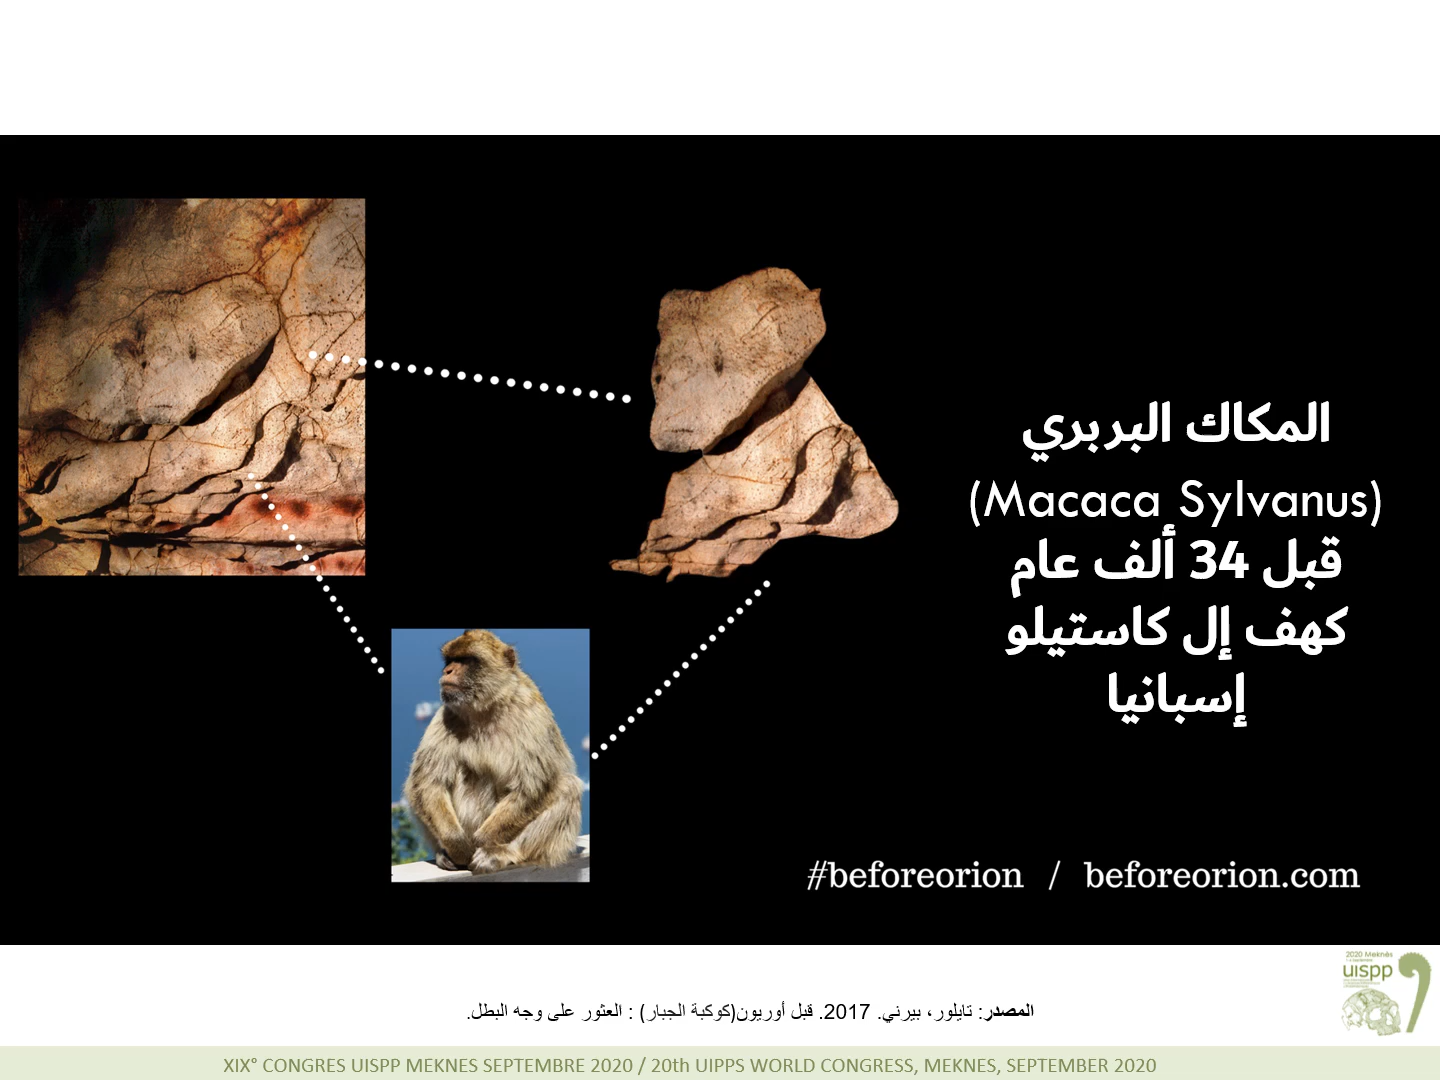 المكاك البربري
(Macaca Sylvanus)
قبل 34 ألف عام
كهف إل كاستيلو
إسبانيا
#beforeorion / beforeorion.com
2020 Meknès
uispp
المصدر: تايلور، بيرني. 2017. قبل أوريون(كوكبة الجبار) : العثور على وجه البطل.
XIX° CONGRES UISPP MEKNES SEPTEMBRE 2020 / 20th UIPPS WORLD CONGRESS, MEKNES, SEPTEMBER 2020